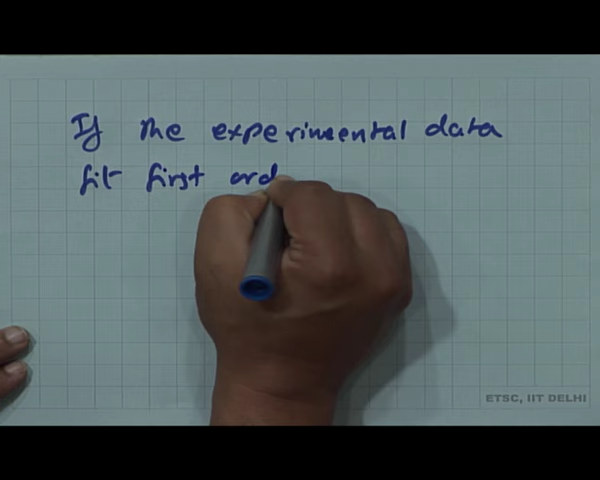 If the experimental data
fit first ord
ETSC, IIT DELHI